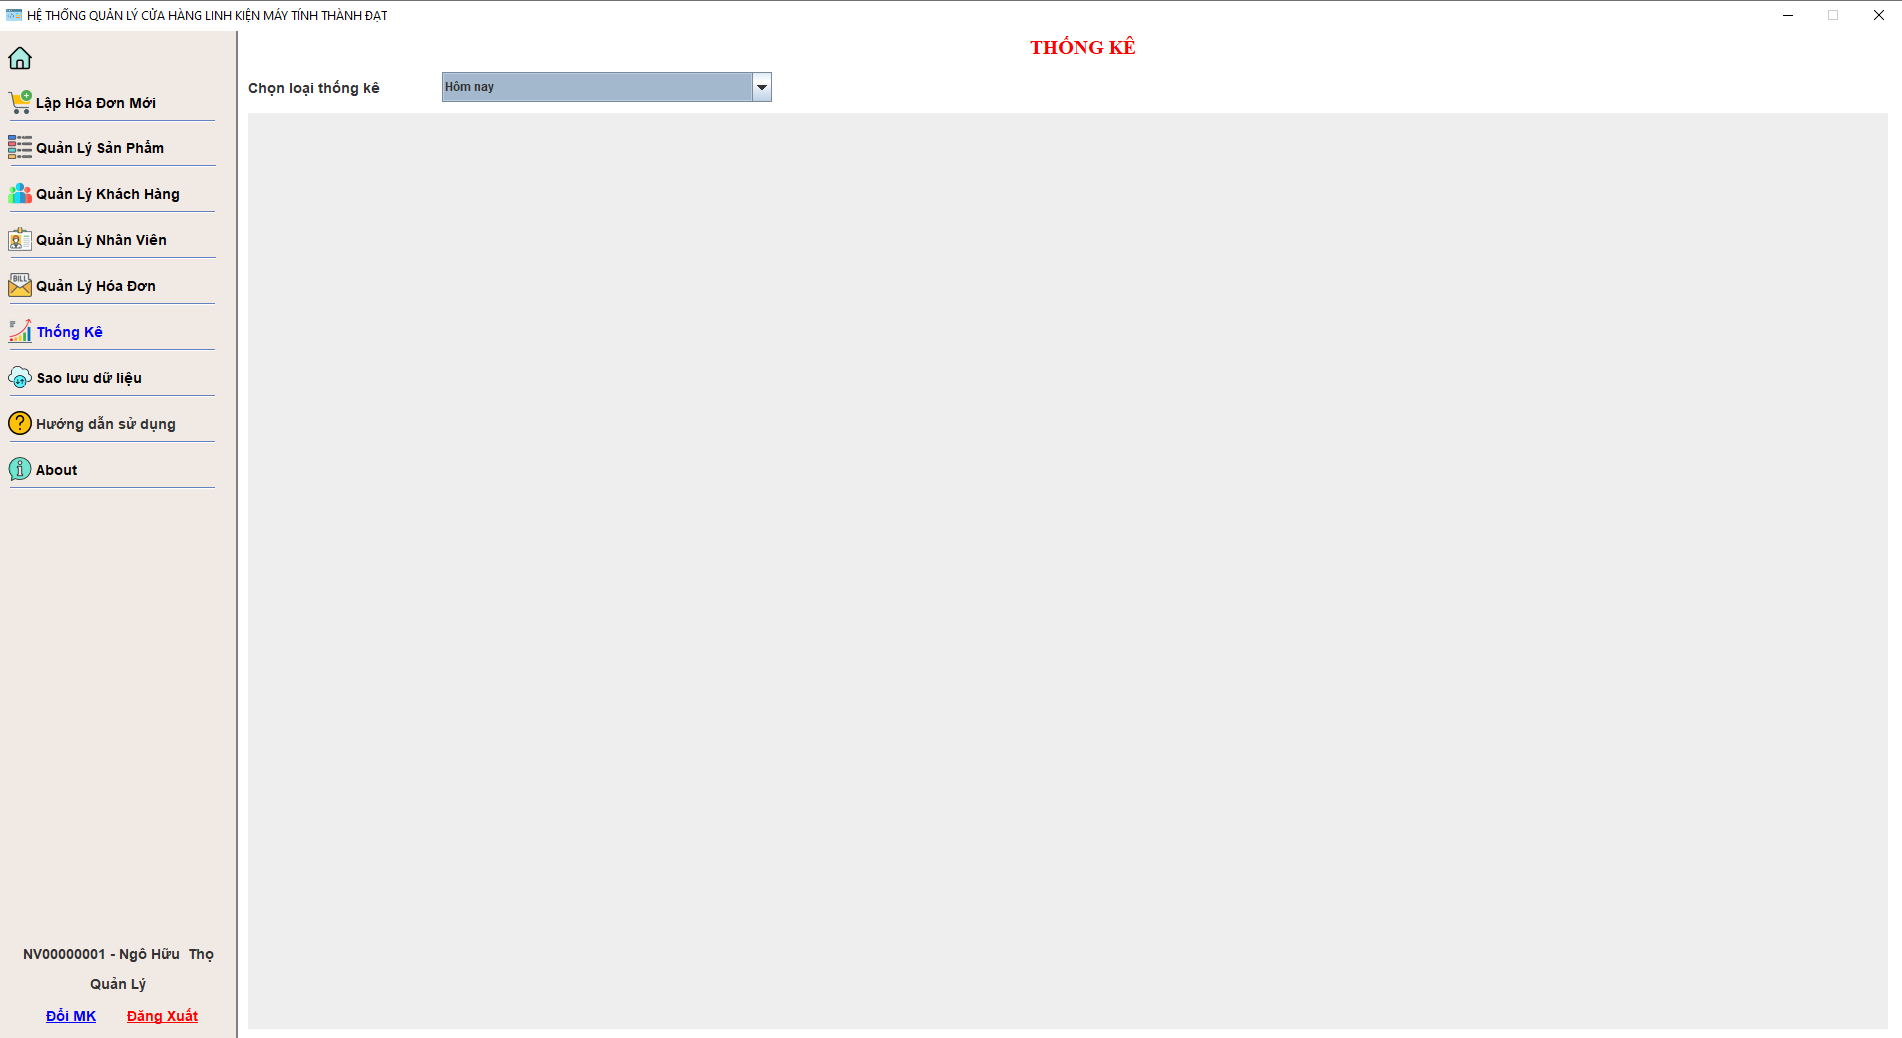 HỆ THỐNG QUẢN LÝ CỬA HÀNG LINH KIỆN MÁY TÍNH THÀNH ĐẠT
THỐNG KÊ
Chọn loại thống kê
Hôm nay
Lập Hóa Đơn Mới
Quản Lý Sản Phẩm
Quản Lý Khách Hàng
Quản Lý Nhân Viên
BILL
Quản Lý Hóa Đơn
Thống Kê
Sao lưu dữ liệu
Hướng dẫn sử dụng
About
NV00000001 - Ngô Hữu  Thọ
Quản Lý
Đổi MK
Đăng Xuất